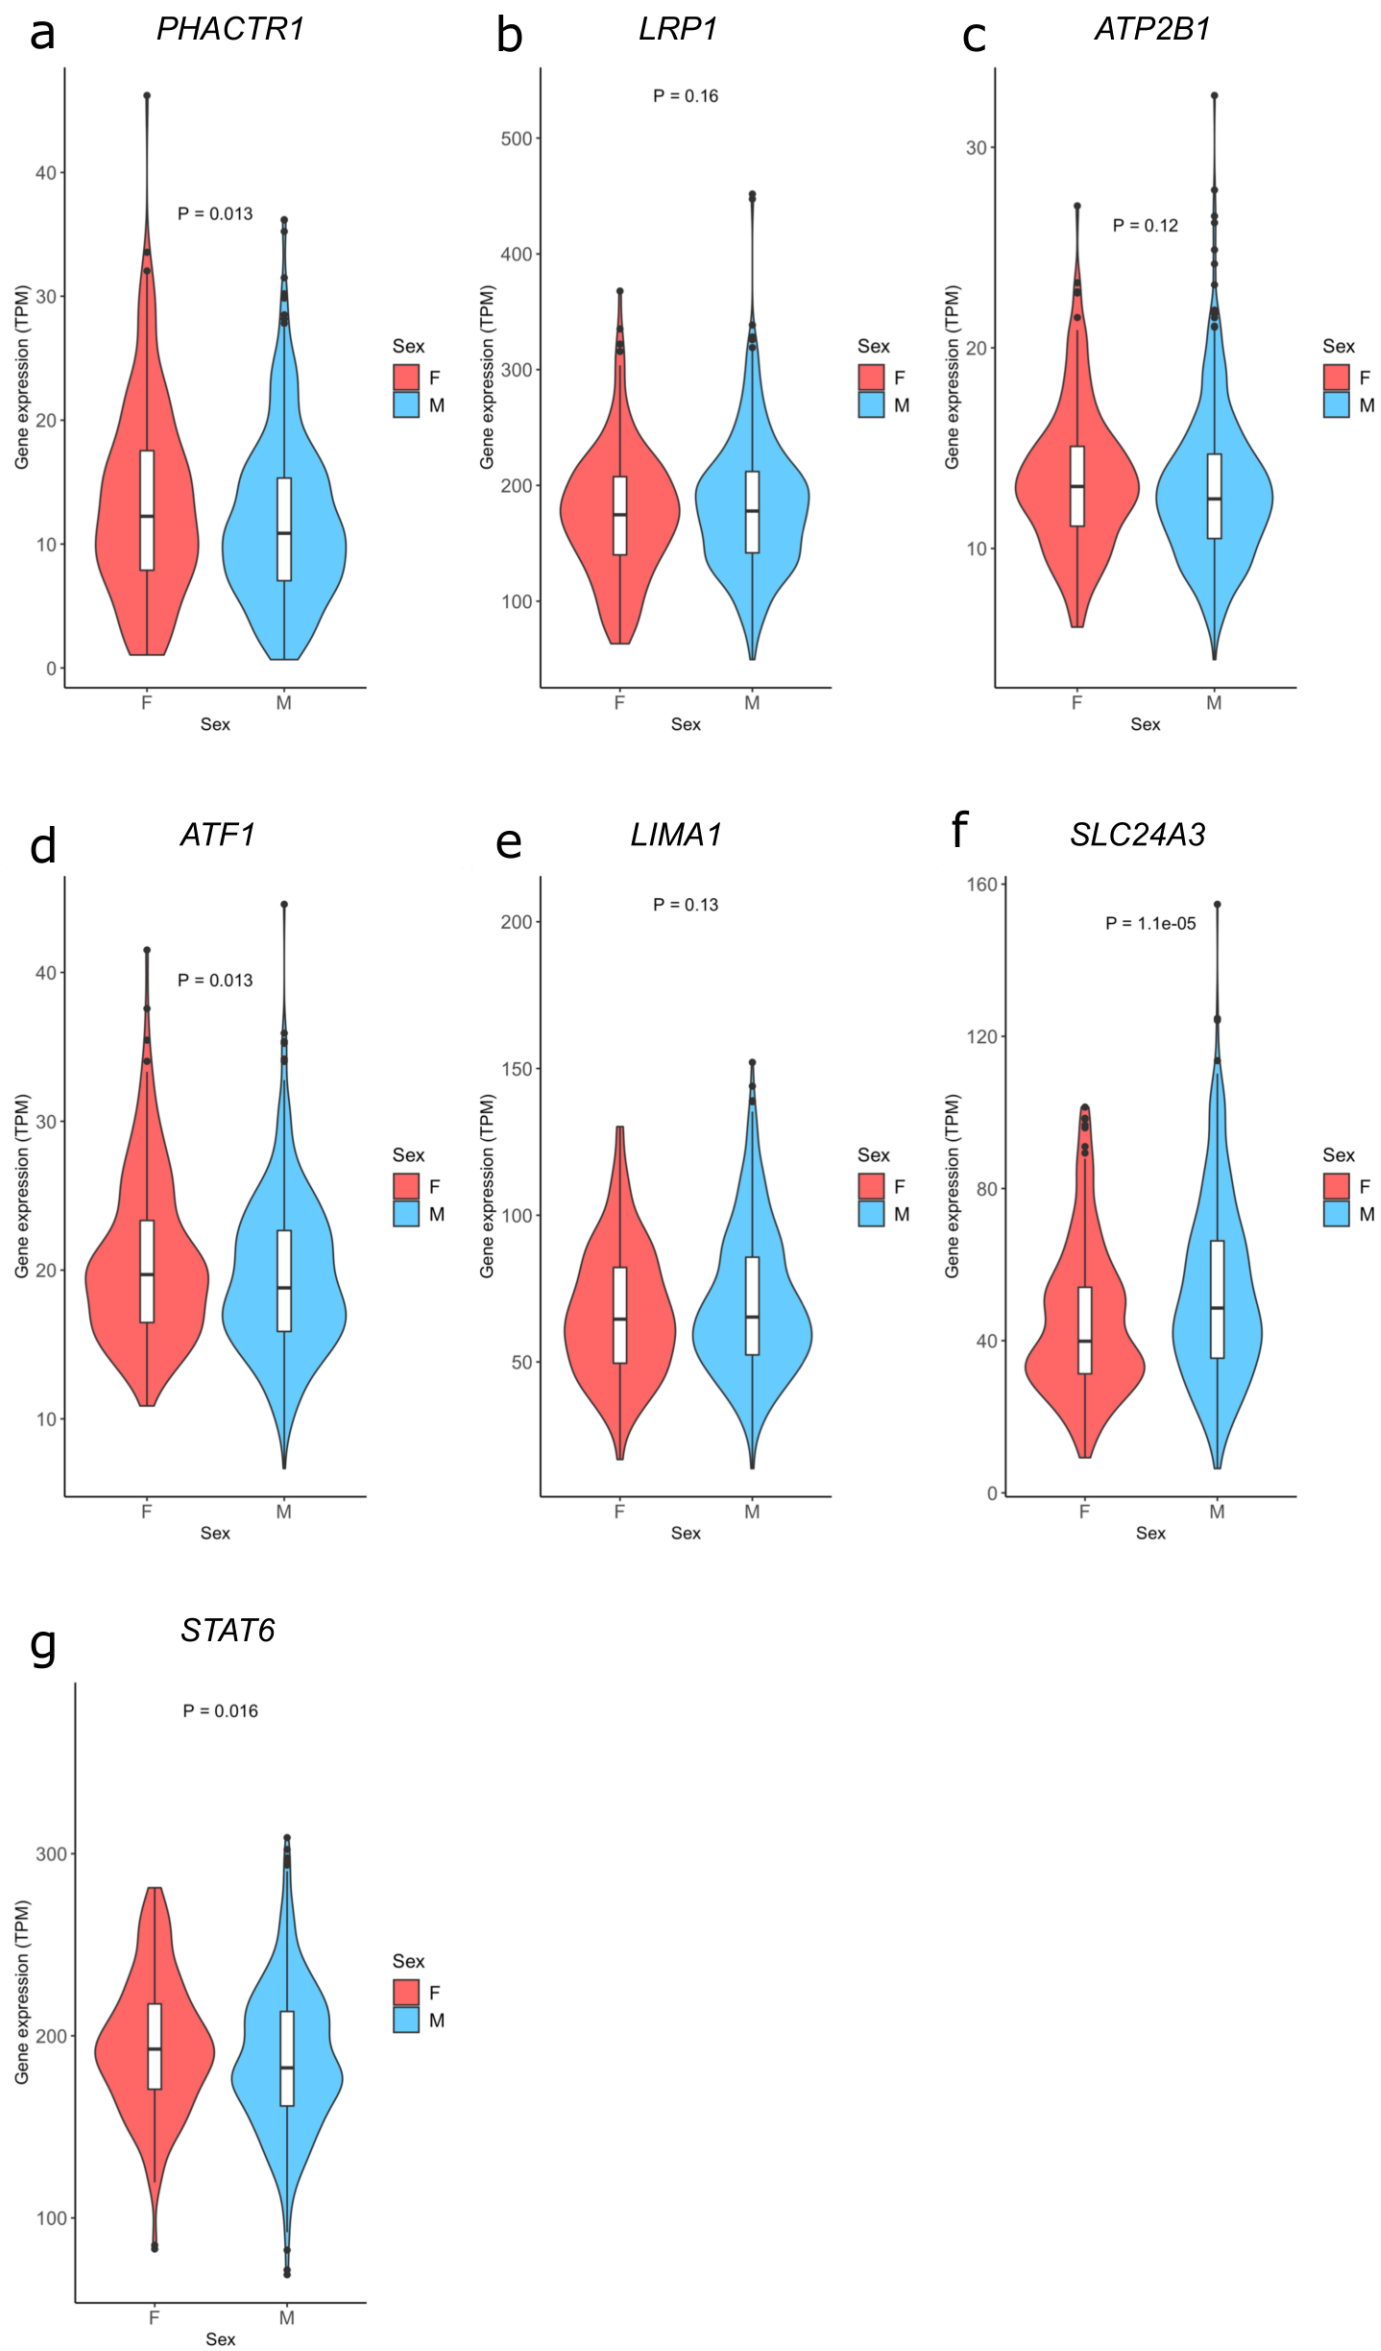 a PHACTR1
P = 0.013
Gene expression (TPM)
40
30
20
10
0
F M
Sex
Sex
F
M
b LRP1
P = 0.16
Gene expression (TPM)
500
400
300
200
100
F M
Sex
Sex
F
M
c ATP2B1
P = 0.12
Gene expression (TPM)
30
20
10
F M
Sex
Sex
F
M
d ATF1
P = 0.013
Gene expression (TPM)
40
30
20
10
F M
Sex
Sex
F
M
e LIMA1
P = 0.13
Gene expression (TPM)
200
150
100
50
F M
Sex
Sex
F
M
f SLC24A3
P = 1.1e-05
Gene expression (TPM)
160
120
80
40
0
F M
Sex
Sex
F
M
g STAT6
P = 0.016
Gene expression (TPM)
300
200
100
F M
Sex
Sex
F
M